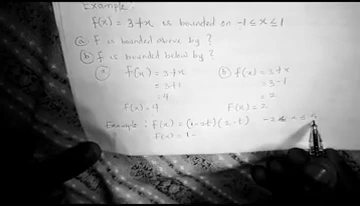 Example:
f(x) = 3+x is bounded on -1 ≤ x ≤ 1
(a) f is bounded above by ?
(b) f is bounded below by ?
(a) f(x) = 3+x (b) f(x) = 3+x
= 3+1 = 3-1
= 4 = 2
f(x) = 4 f(x) = 2
Example: f(x) = (2-t)
f(x) = 1-